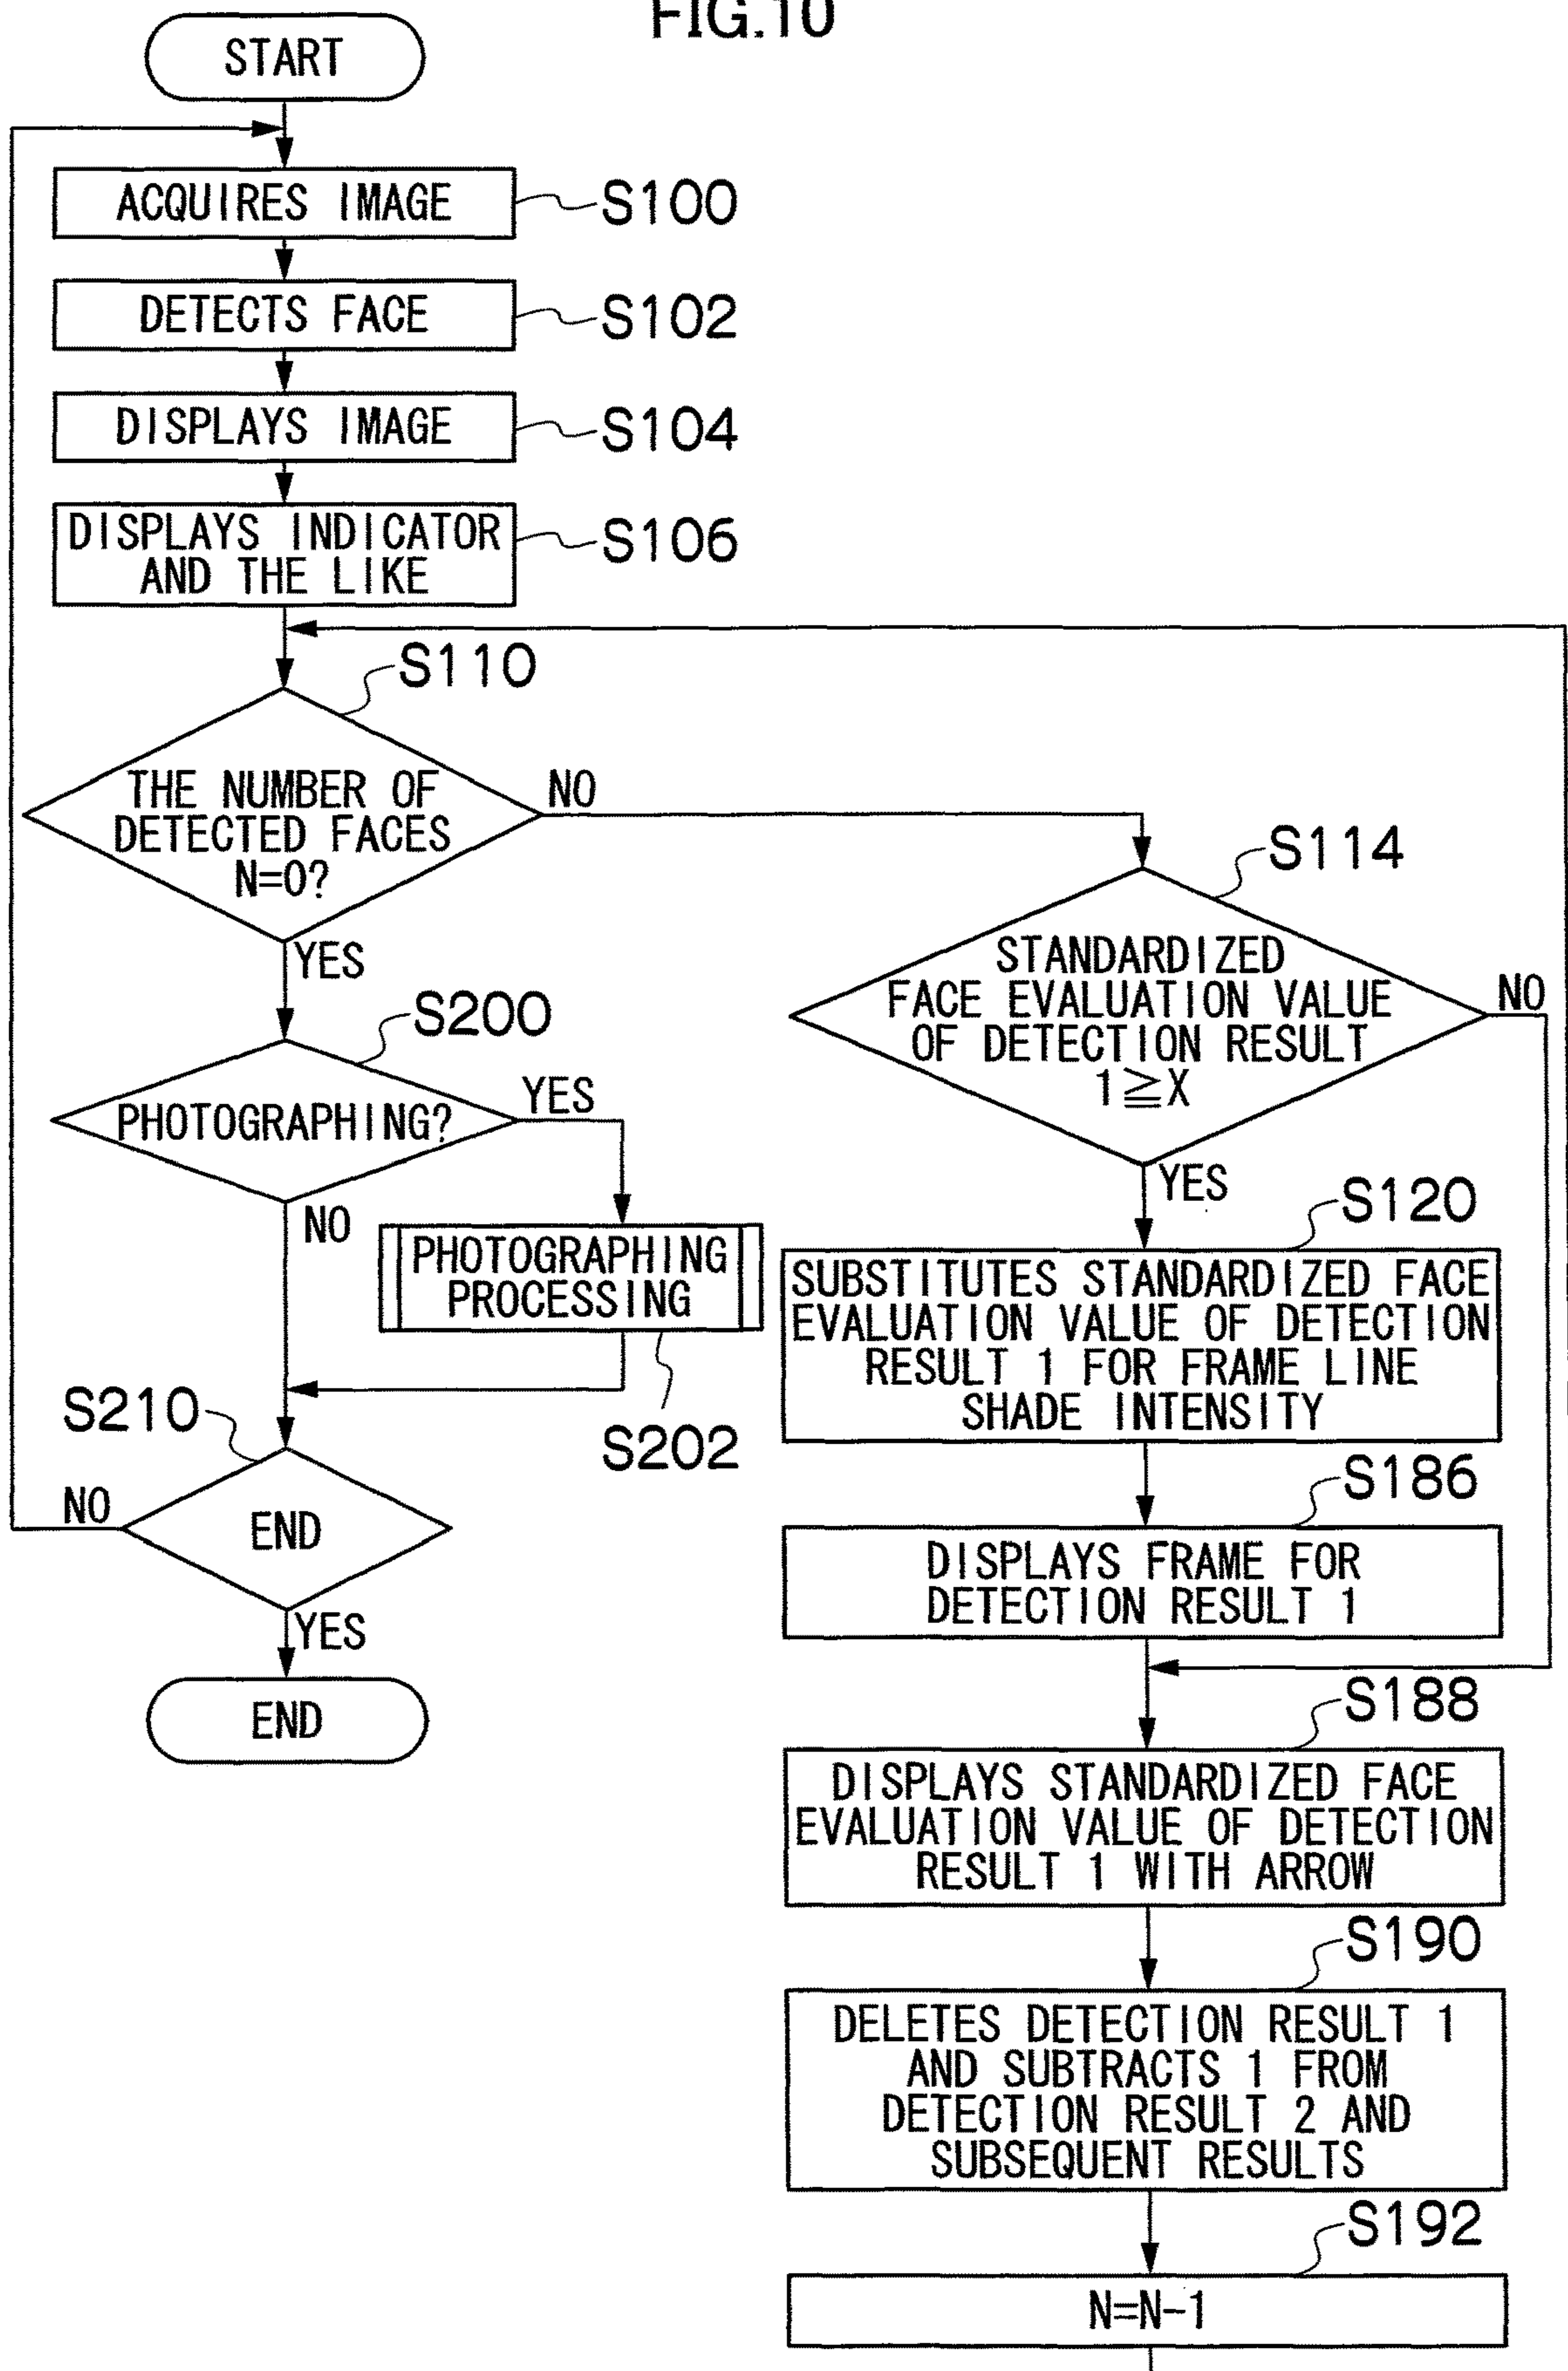 FIG.10
START
ACQUIRES IMAGE
S100
DETECTS FACE
S102
DISPLAYS IMAGE
S104
DISPLAYS INDICATOR
AND THE LIKE
S106
S110
THE NUMBER OF
DETECTED FACES
N=0?
NO
YES
S200
PHOTOGRAPHING?
YES
NO
PHOTOGRAPHING
PROCESSING
S202
S210
END
NO
YES
END
S114
STANDARDIZED
FACE EVALUATION VALUE
OF DETECTION RESULT
1≧X
NO
YES
S120
SUBSTITUTES STANDARDIZED FACE
EVALUATION VALUE OF DETECTION
RESULT 1 FOR FRAME LINE
SHADE INTENSITY
S186
DISPLAYS FRAME FOR
DETECTION RESULT 1
S188
DISPLAYS STANDARDIZED FACE
EVALUATION VALUE OF DETECTION
RESULT 1 WITH ARROW
S190
DELETES DETECTION RESULT 1
AND SUBTRACTS 1 FROM
DETECTION RESULT 2 AND
SUBSEQUENT RESULTS
S192
N=N-1